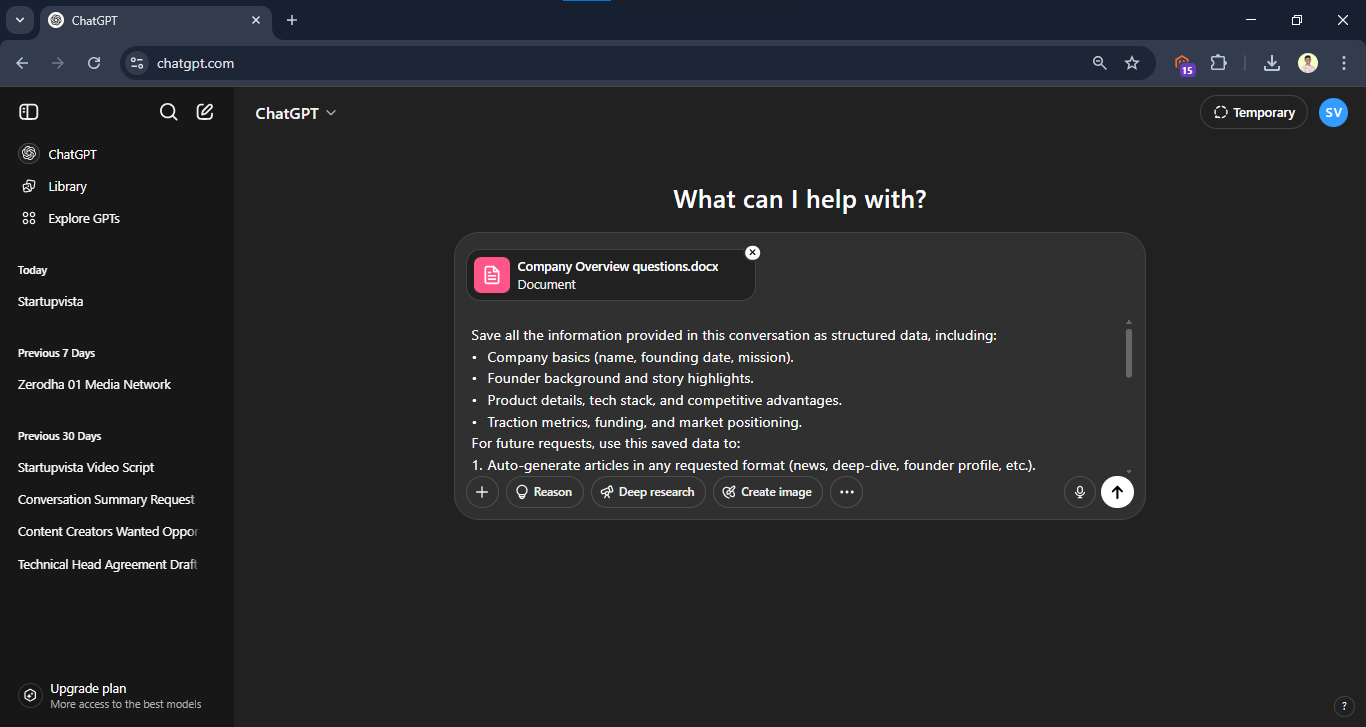 ChatGPT
chatgpt.com
15
ChatGPT
Library
Explore GPTs
Today
Startupvista
Previous 7 Days
Zerodha 01 Media Network
Previous 30 Days
Startupvista Video Script
Conversation Summary Request
Content Creators Wanted Oppor
Technical Head Agreement Draft
Upgrade plan
More access to the best models
ChatGPT
Temporary
SV
What can I help with?
Company Overview questions.docx
Document
Save all the information provided in this conversation as structured data, including:
• Company basics (name, founding date, mission).
• Founder background and story highlights.
• Product details, tech stack, and competitive advantages.
• Traction metrics, funding, and market positioning.
For future requests, use this saved data to:
1. Auto-generate articles in any requested format (news, deep-dive, founder profile, etc.).
Reason
Deep research
Create image
?